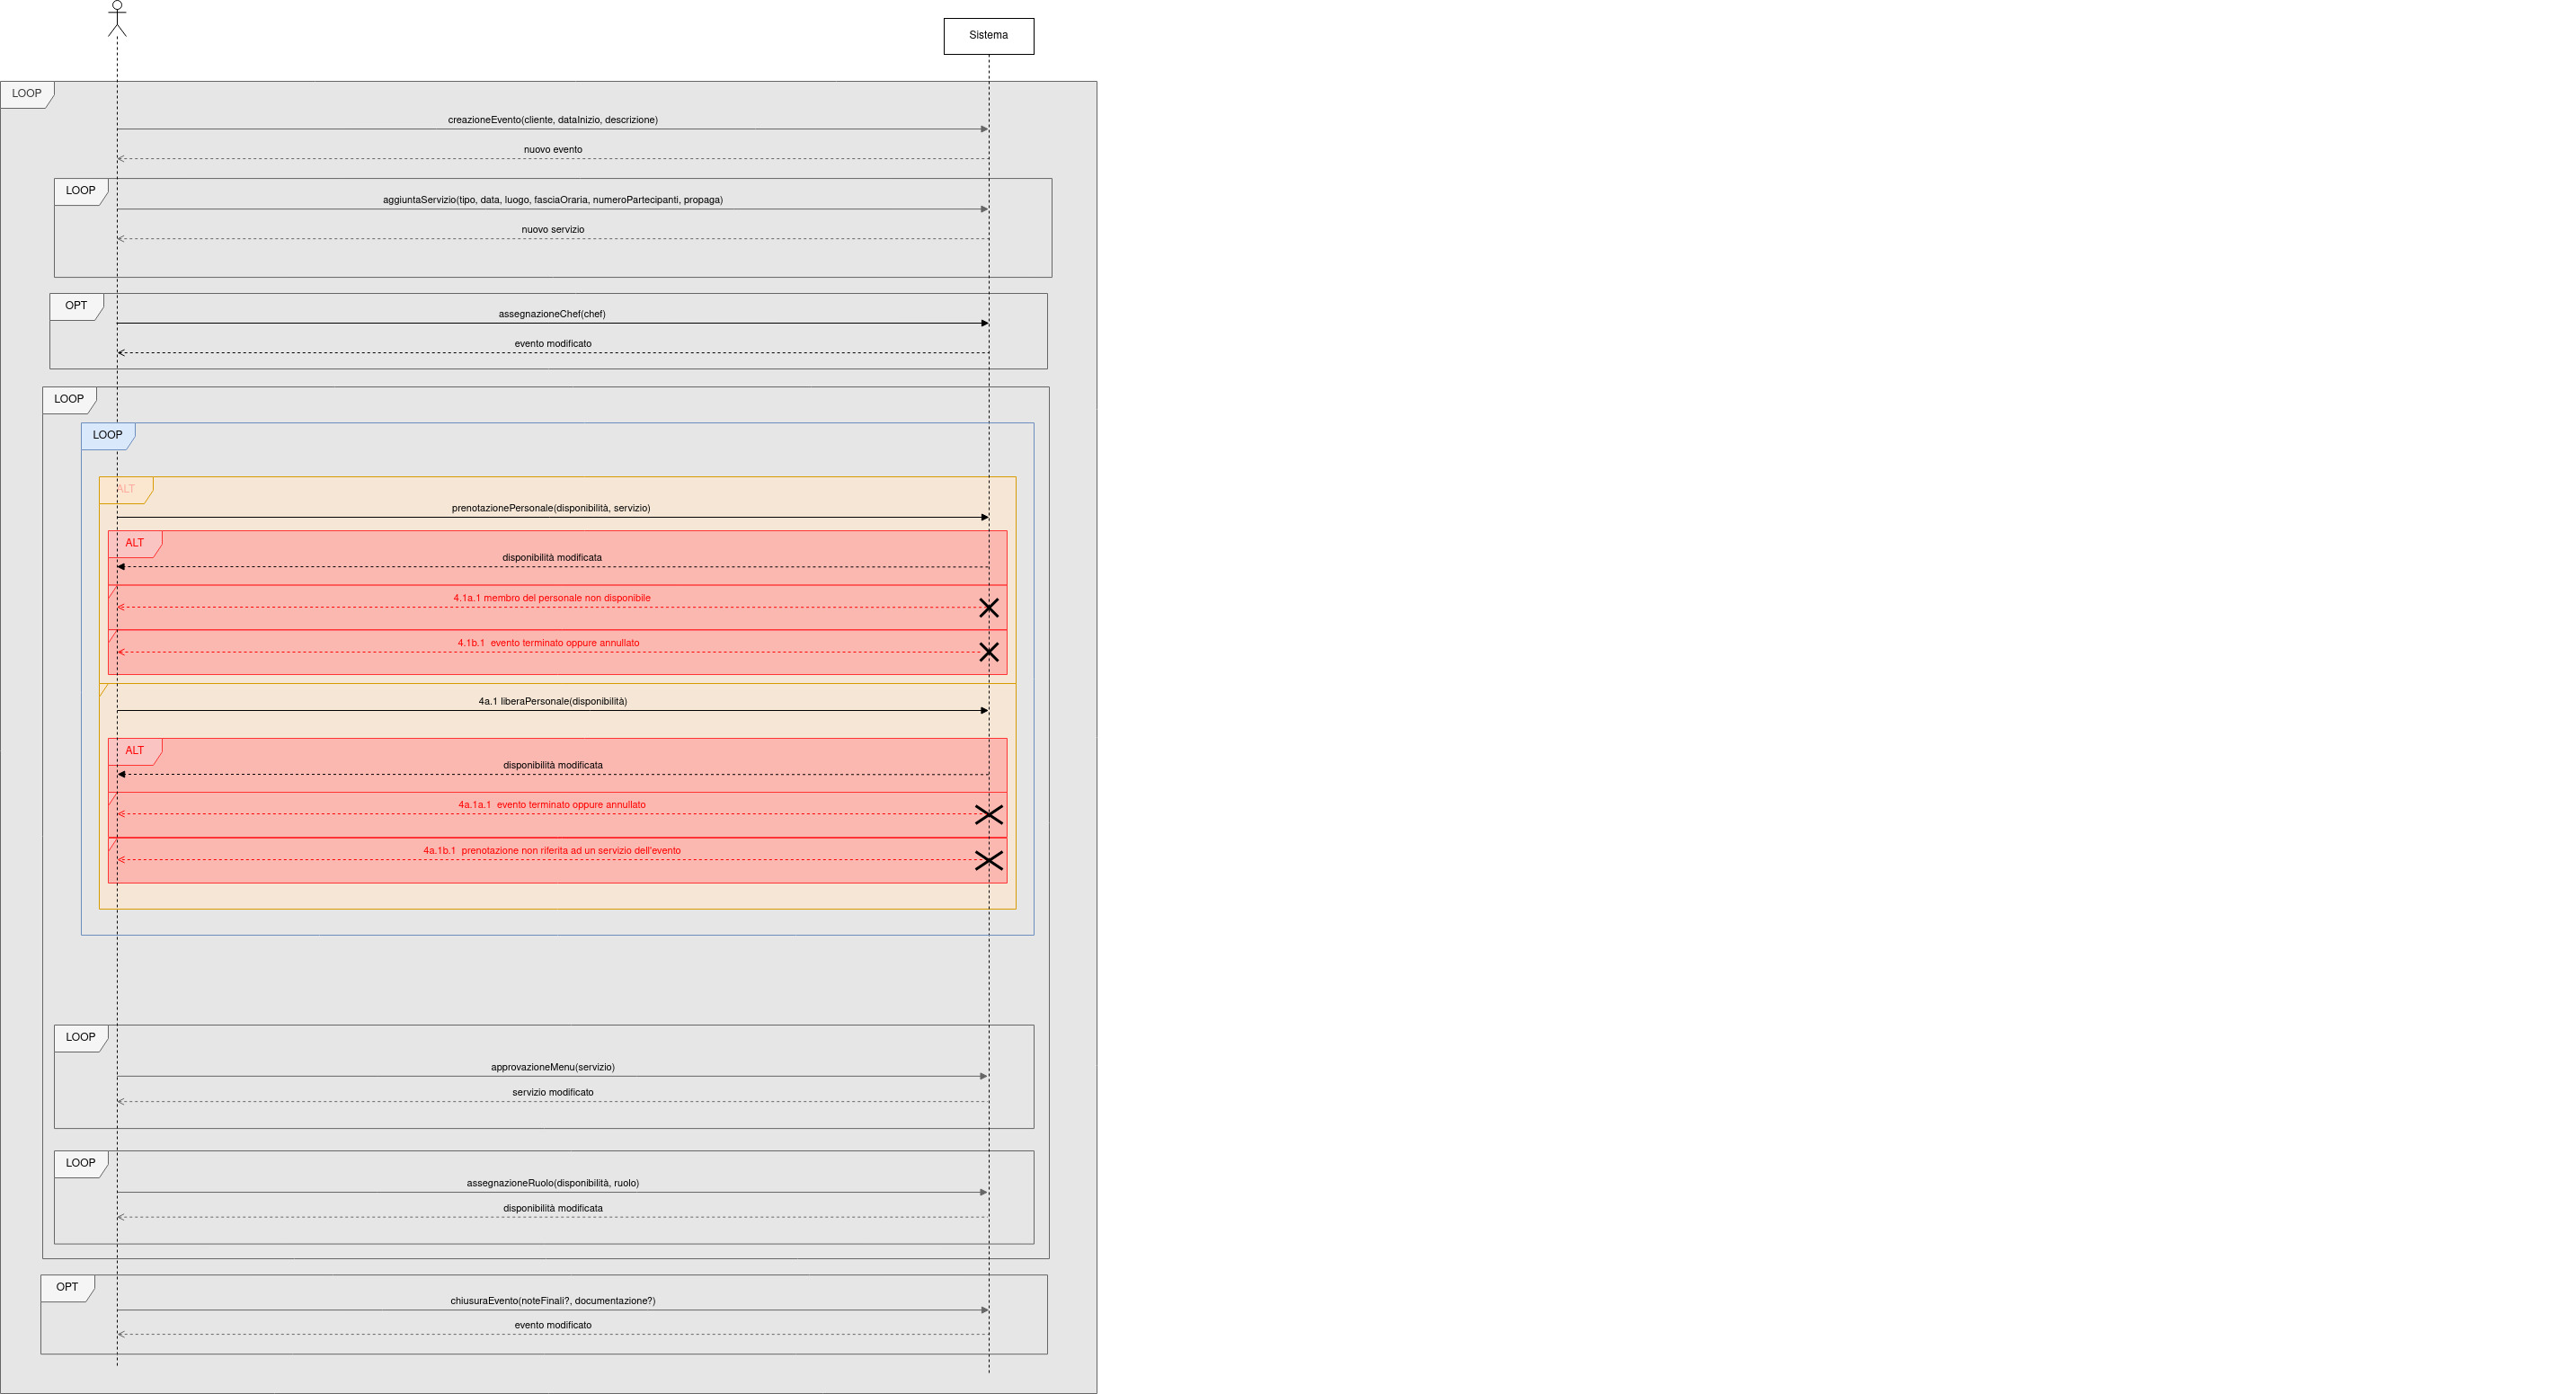 Sistema
LOOP
creazioneEvento(cliente, dataInizio, descrizione)
nuovo evento
LOOP
aggiuntaServizio(tipo, data, luogo, fasciaOraria, numeroPartecipanti, propaga)
nuovo servizio
OPT
assegnazioneChef(chef)
evento modificato
LOOP
LOOP
ALT
prenotazionePersonale(disponibilità, servizio)
ALT
disponibilità modificata
4.1a.1 membro del personale non disponibile
4.1b.1 evento terminato oppure annullato
4a.1 liberaPersonale(disponibilità)
ALT
disponibilità modificata
4a.1a.1 evento terminato oppure annullato
4a.1b.1 prenotazione non riferita ad un servizio dell'evento
LOOP
approvazioneMenu(servizio)
servizio modificato
LOOP
assegnazioneRuolo(disponibilità, ruolo)
disponibilità modificata
OPT
chiusuraEvento(noteFinali?, documentazione?)
evento modificato